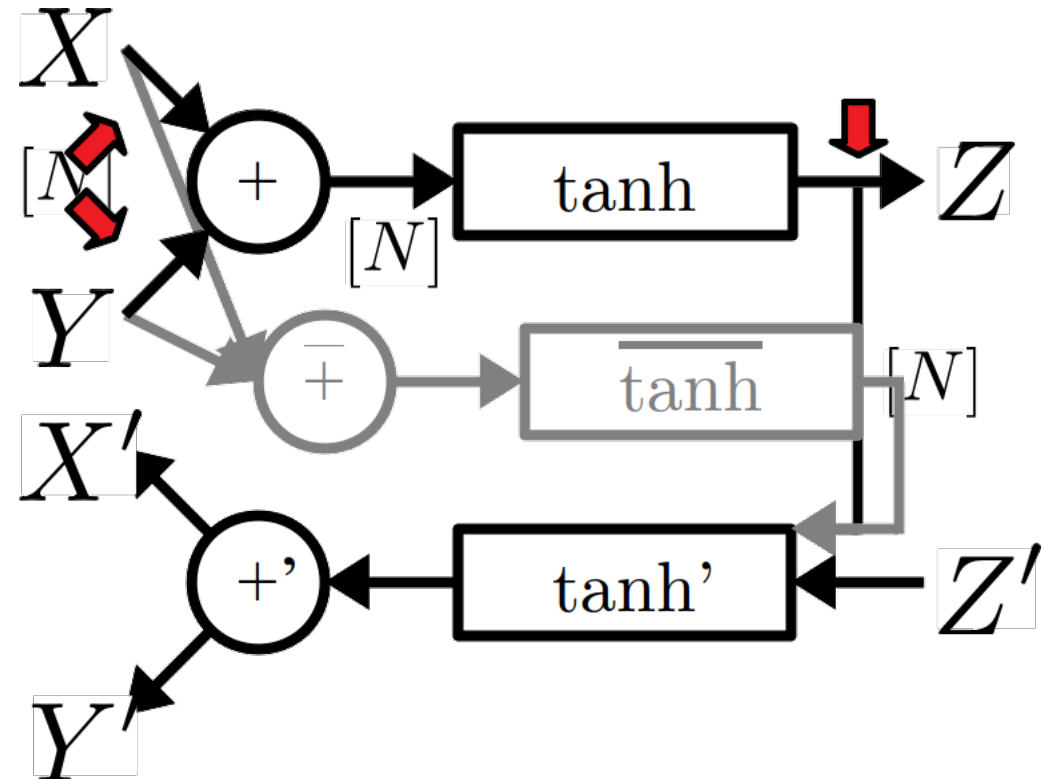 X
[N]
+
tanh
Z
[N]
Y
+
tanh
[N]
X′
+’
tanh’
Z′
Y′